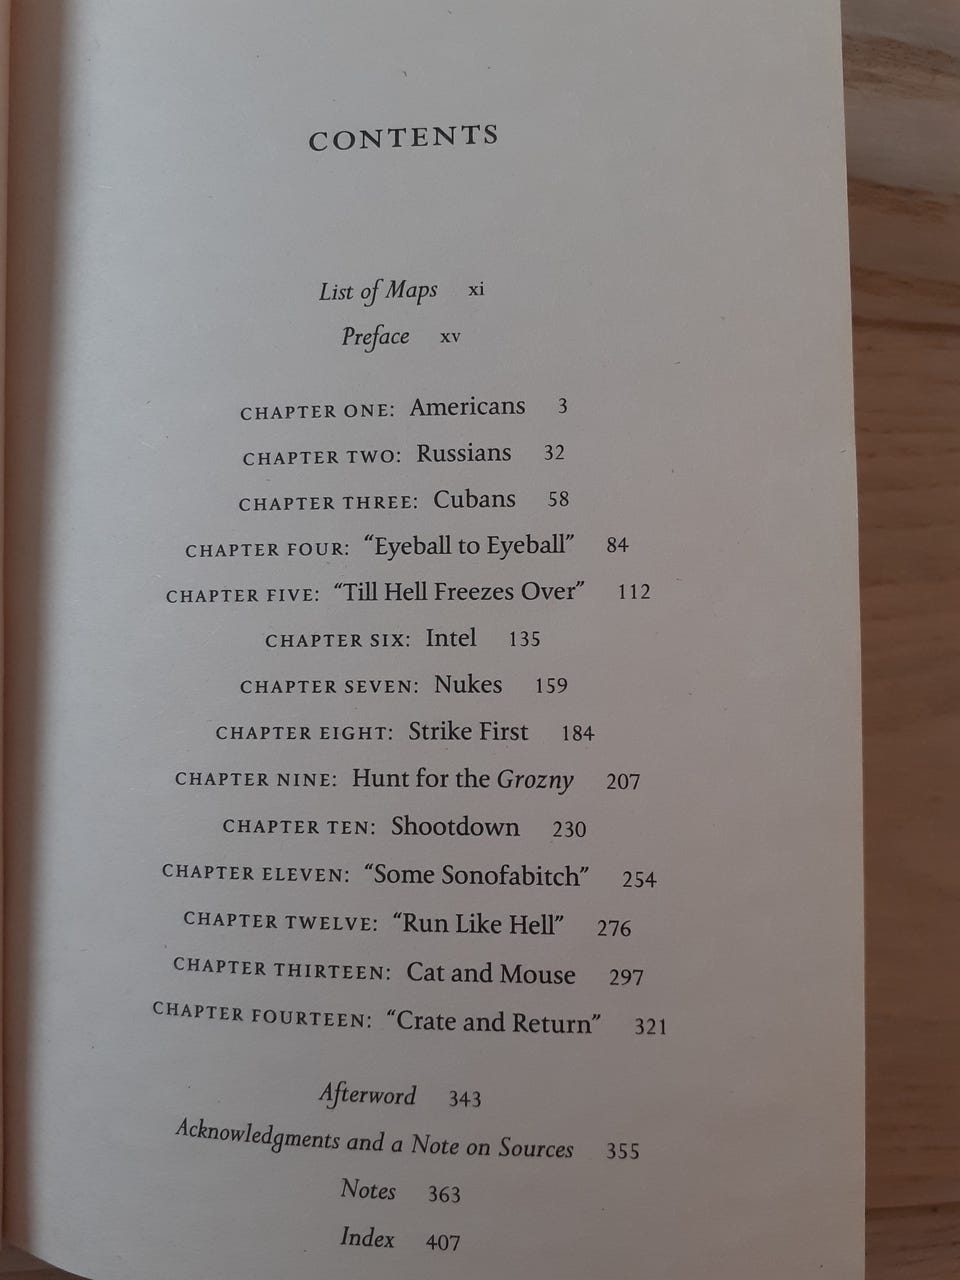 CONTENTS
List of Maps xi
Preface xv
CHAPTER ONE: Americans 3
CHAPTER TWO: Russians 32
CHAPTER THREE: Cubans 58
CHAPTER FOUR: “Eyeball to Eyeball” 84
CHAPTER FIVE: “Till Hell Freezes Over” 112
CHAPTER SIX: Intel 135
CHAPTER SEVEN: Nukes 159
CHAPTER EIGHT: Strike First 184
CHAPTER NINE: Hunt for the Grozny 207
CHAPTER TEN: Shootdown 230
CHAPTER ELEVEN: “Some Sonofabitch” 254
CHAPTER TWELVE: “Run Like Hell” 276
CHAPTER THIRTEEN: Cat and Mouse 297
CHAPTER FOURTEEN: “Crate and Return” 321
Afterword 343
Acknowledgments and a Note on Sources 355
Notes 363
Index 407